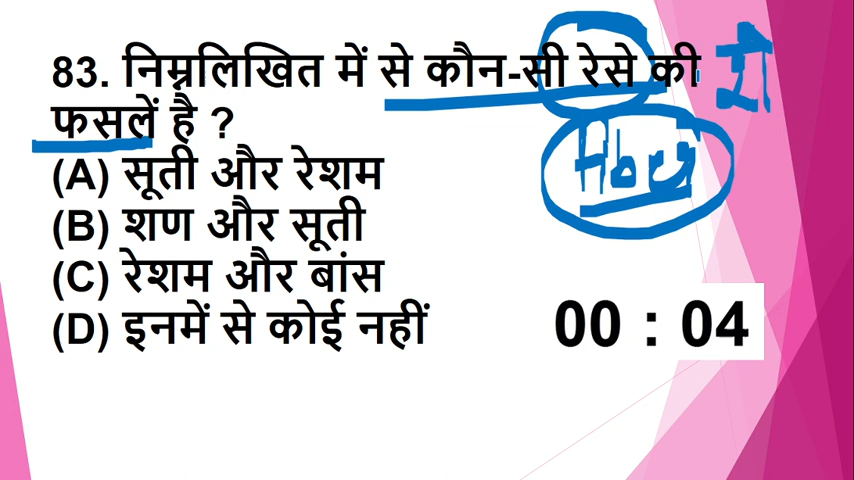 83. निम्नलिखित में से कौन-सी रेसे की
फसलें है ?
(A) सूती और रेशम
(B) शण और सूती
(C) रेशम और बांस
(D) इनमें से कोई नहीं
00 : 04